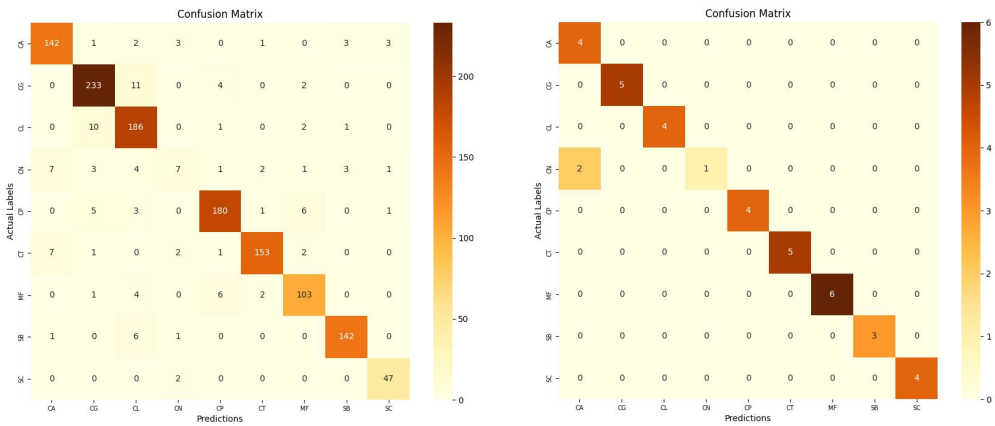 Confusion Matrix
CA 142 1 2 3 0 1 0 3 3
CG 0 233 11 0 4 0 2 0 0
CL 0 10 186 0 1 0 2 1 0
CN 7 3 4 7 1 2 1 3 1
CP 0 5 3 0 180 1 6 0 1
CT 7 1 0 2 1 153 2 0 0
MF 0 1 4 0 6 2 103 0 0
SB 1 0 6 1 0 0 0 142 0
SC 0 0 0 2 0 0 0 0 47
CA CG CL CN CP CT MF SB SC
Predictions
Actual Labels
200
150
100
50
0
Confusion Matrix
CA 4 0 0 0 0 0 0 0 0
CG 0 5 0 0 0 0 0 0 0
CL 0 0 4 0 0 0 0 0 0
CN 2 0 0 1 0 0 0 0 0
CP 0 0 0 0 4 0 0 0 0
CT 0 0 0 0 0 5 0 0 0
MF 0 0 0 0 0 0 6 0 0
SB 0 0 0 0 0 0 0 3 0
SC 0 0 0 0 0 0 0 0 4
CA CG CL CN CP CT MF SB SC
Predictions
Actual Labels
6
5
4
3
2
1
0